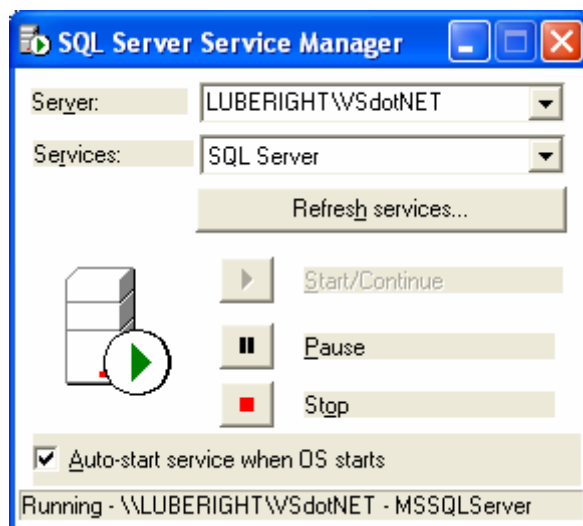 SQL Server Service Manager
Server: LUBERIGHT\VSdotNET
Services: SQL Server
Refresh services...
Start/Continue
Pause
Stop
Auto-start service when OS starts
Running - \\LUBERIGHT\VSdotNET - MSSQLServer